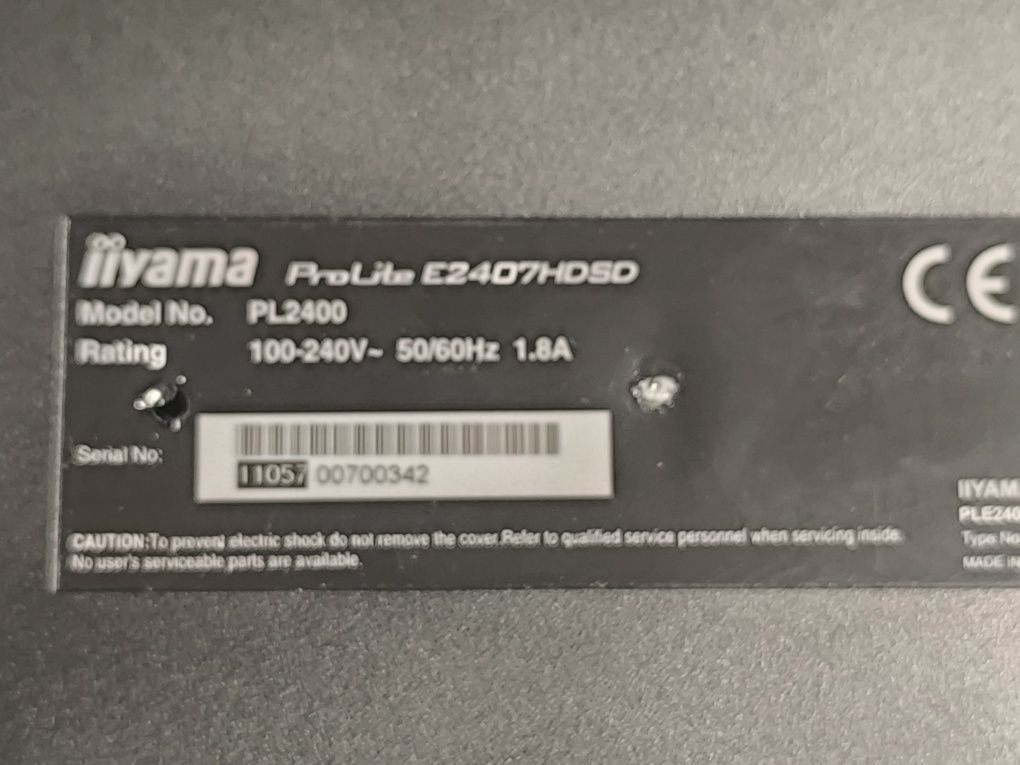 iiyama ProLite E2407HDSD
Model No. PL2400
Rating 100-240V~ 50/60Hz 1.8A
CE
Serial No:
11057 00700342
CAUTION:To prevent electric shock do not remove the cover.Refer to qualified service personnel when servicing inside.
No user's serviceable parts are available.
IIYAMA
PLE240
Type No
MADE IN